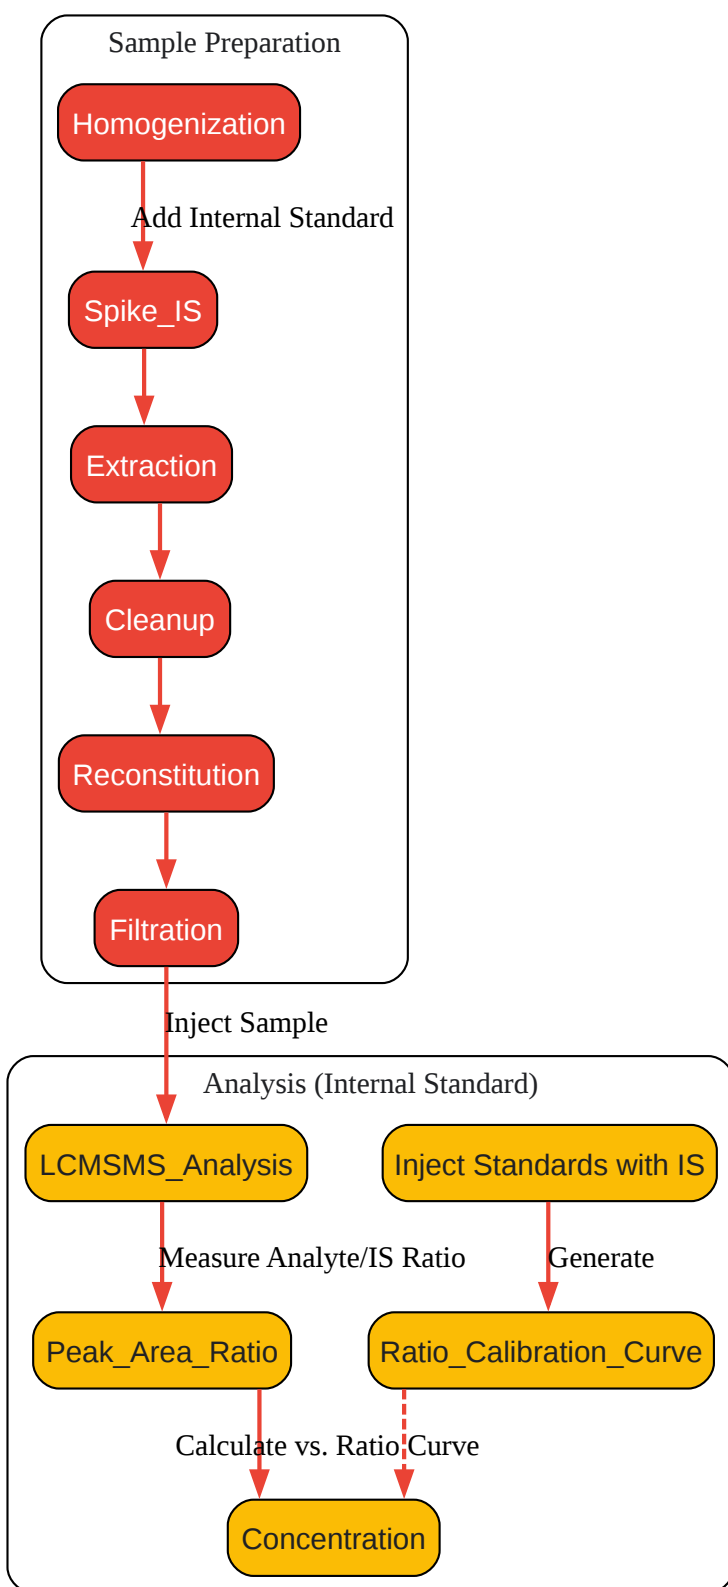 Sample Preparation
Homogenization
Add Internal Standard
Spike_IS
Extraction
Cleanup
Reconstitution
Filtration
Inject Sample
Analysis (Internal Standard)
LCMSMS_Analysis
Inject Standards with IS
Measure Analyte/IS Ratio
Generate
Peak_Area_Ratio
Ratio_Calibration_Curve
Calculate vs. Ratio Curve
Concentration